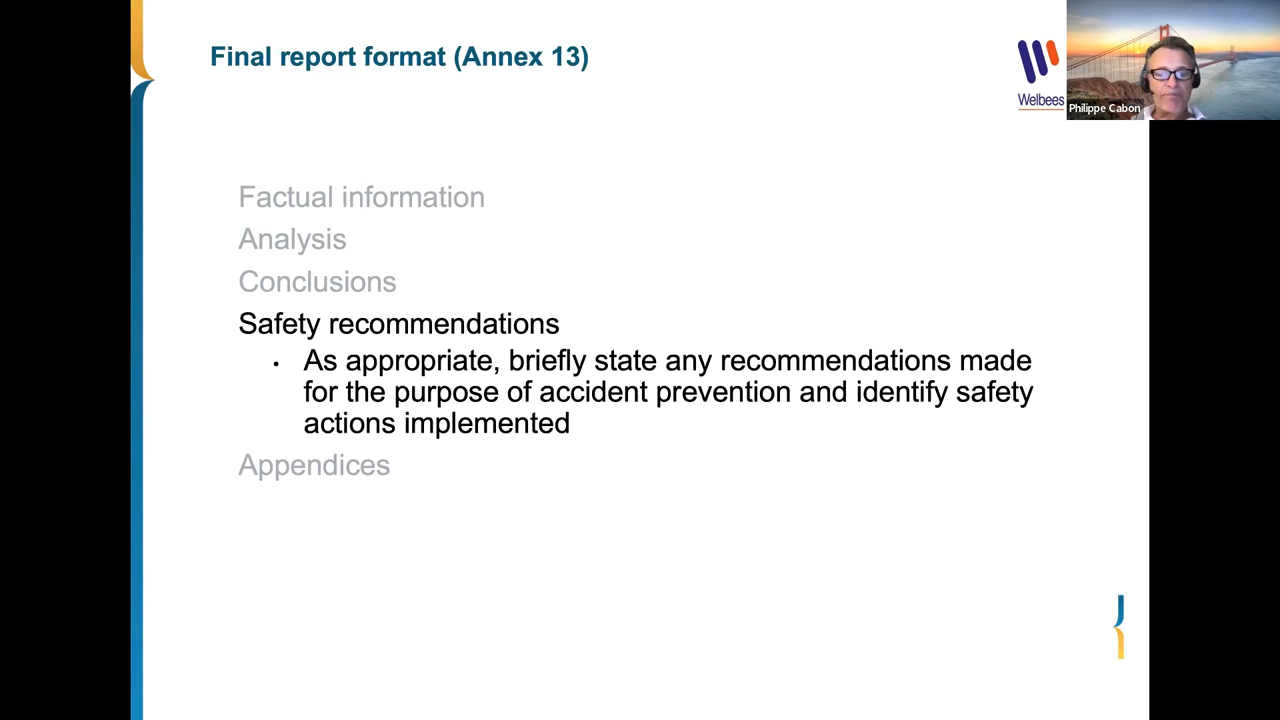 Final report format (Annex 13)
Welbees
Philippe Cabon
Factual information
Analysis
Conclusions
Safety recommendations
• As appropriate, briefly state any recommendations made
for the purpose of accident prevention and identify safety
actions implemented
Appendices